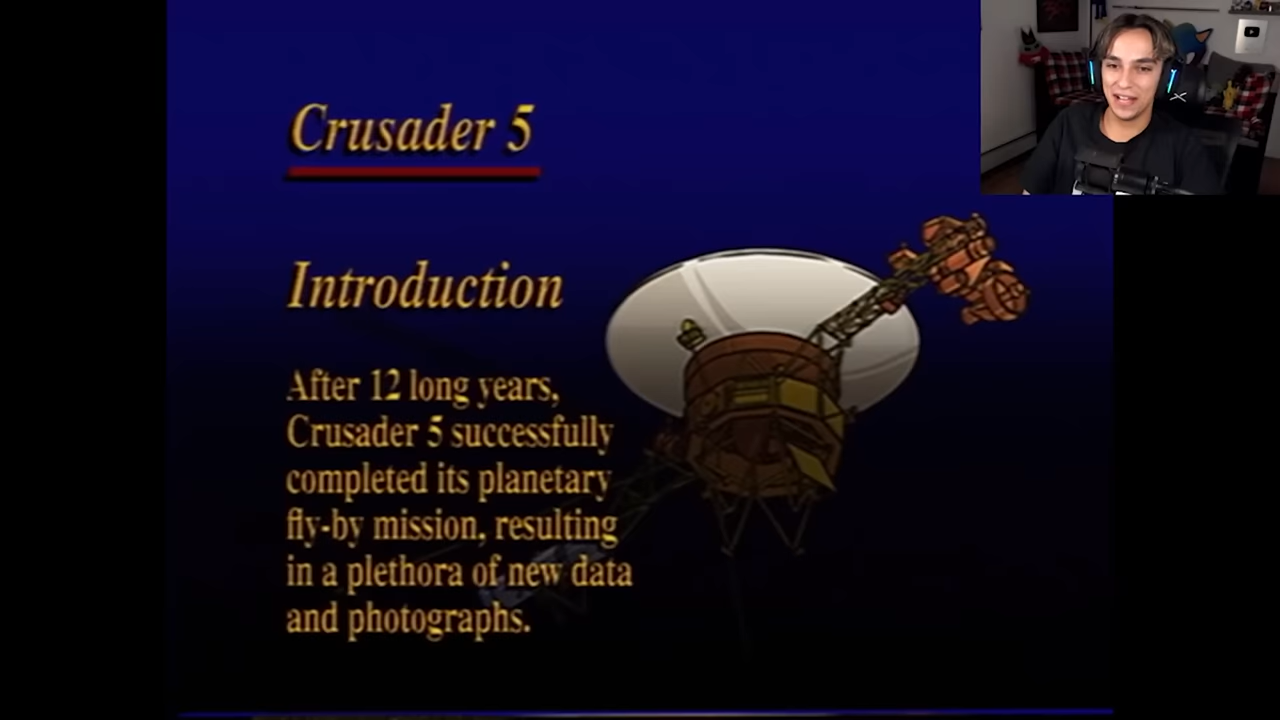 Crusader 5
Introduction
After 12 long years,
Crusader 5 successfully
completed its planetary
fly-by mission, resulting
in a plethora of new data
and photographs.